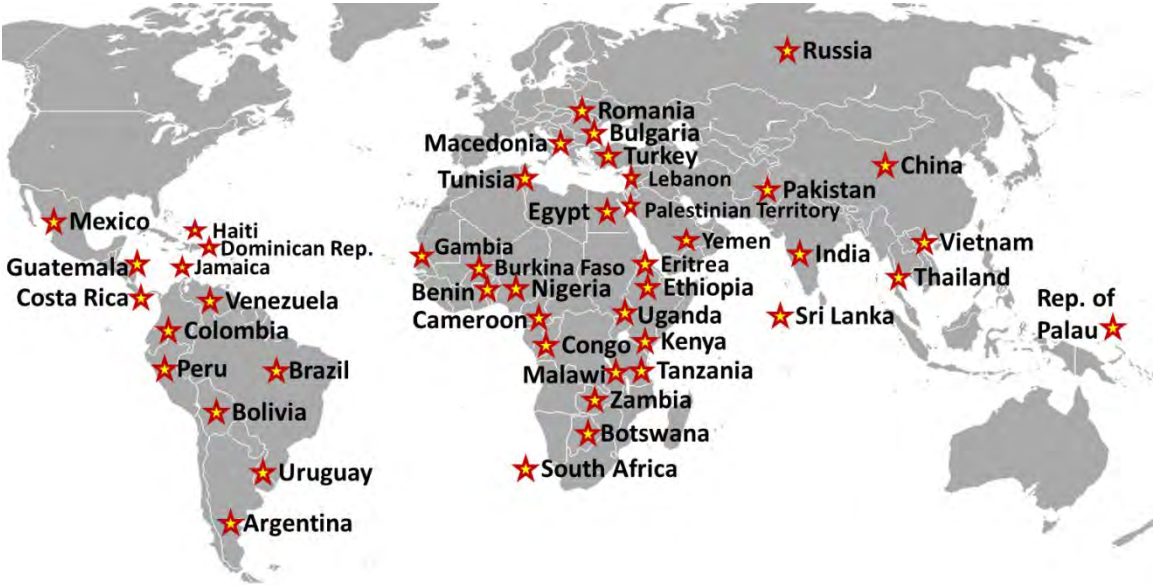 Russia
Romania
Bulgaria
Macedonia
Turkey
China
Tunisia
Lebanon
Pakistan
Egypt
Palestinian Territory
Mexico
Haiti
Dominican Rep.
Gambia
Yemen
India
Vietnam
Guatemala
Jamaica
Burkina Faso
Eritrea
Thailand
Costa Rica
Venezuela
Benin
Nigeria
Ethiopia
Rep. of
Palau
Colombia
Cameroon
Uganda
Sri Lanka
Congo
Kenya
Peru
Brazil
Malawi
Tanzania
Bolivia
Zambia
Botswana
Uruguay
South Africa
Argentina